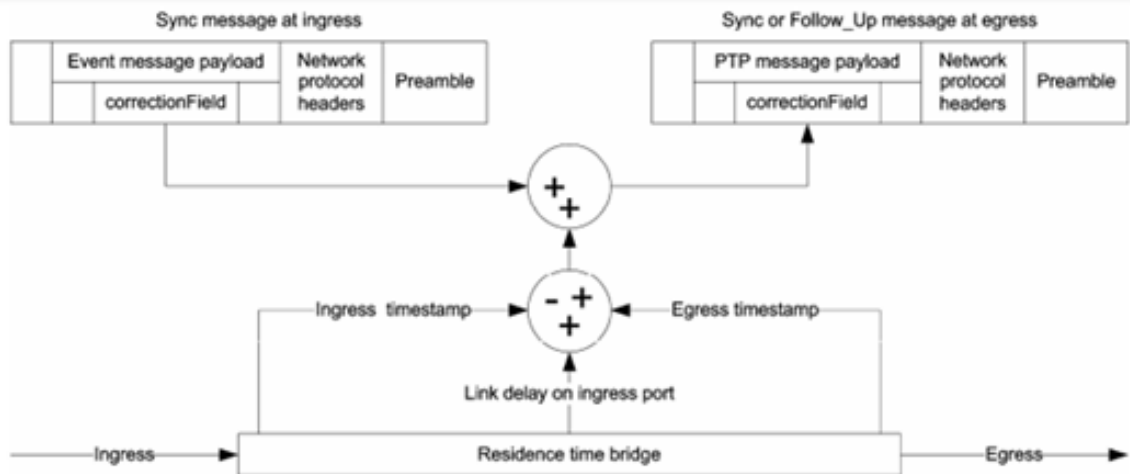 Sync message at ingress
Sync or Follow_Up message at egress
Event message payload
correctionField
Network
protocol
headers
Preamble
PTP message payload
correctionField
Network
protocol
headers
Preamble
+
+
- +
+
Ingress timestamp
Egress timestamp
Link delay on ingress port
Ingress
Residence time bridge
Egress